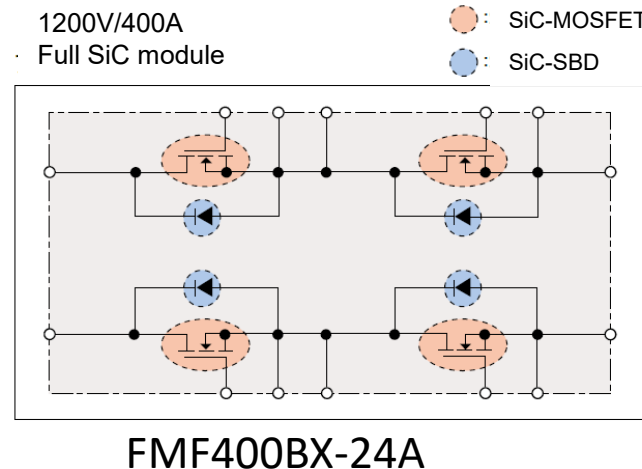 1200V/400A
Full SiC module
: SiC-MOSFET
: SiC-SBD
FMF400BX-24A